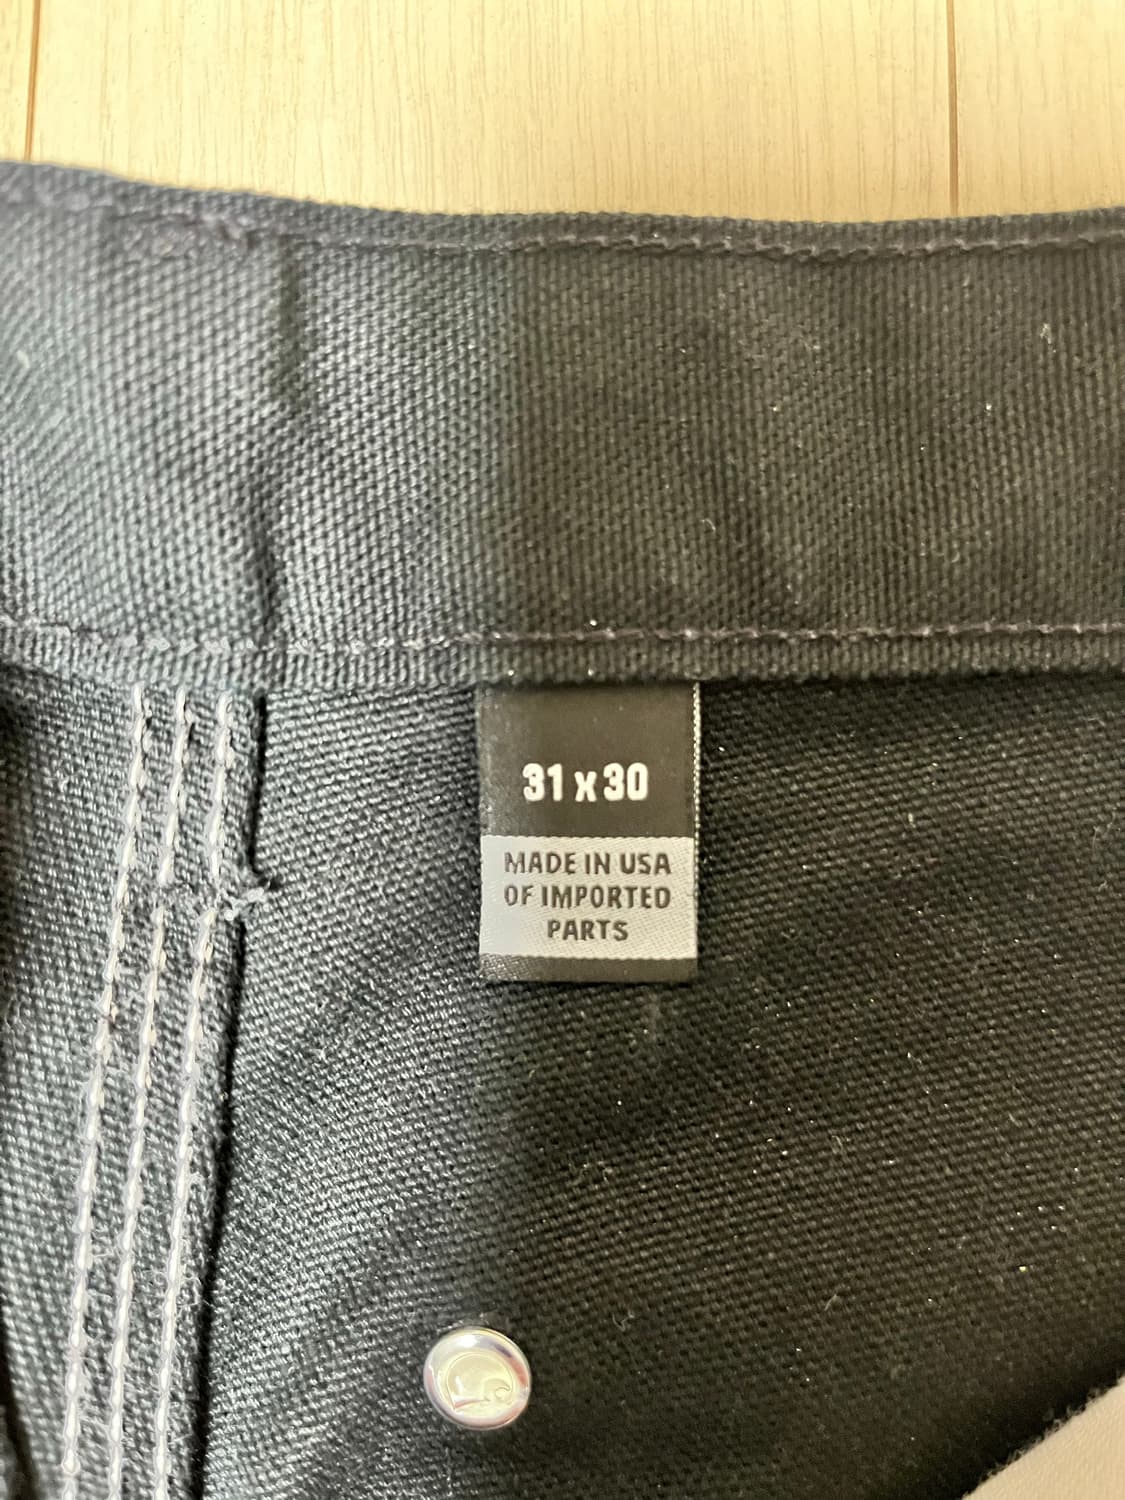 31 x 30
MADE IN USA
OF IMPORTED
PARTS